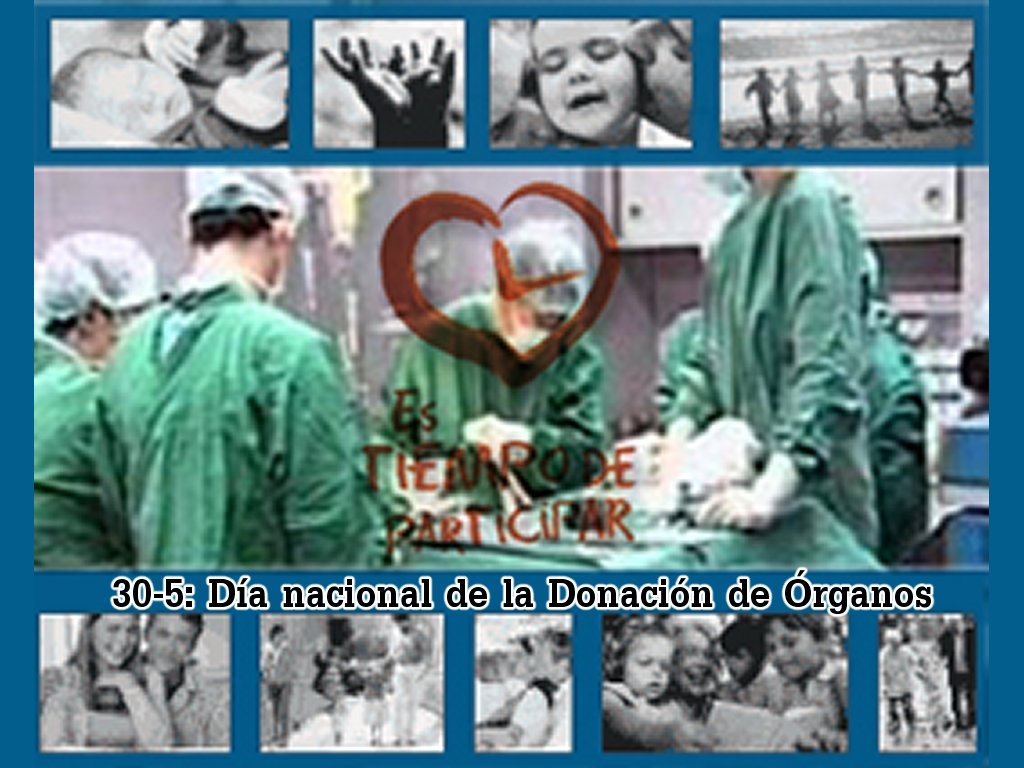 Es
TIEMPO DE
PARTICIPAR
30-5: Día nacional de la Donación de Órganos